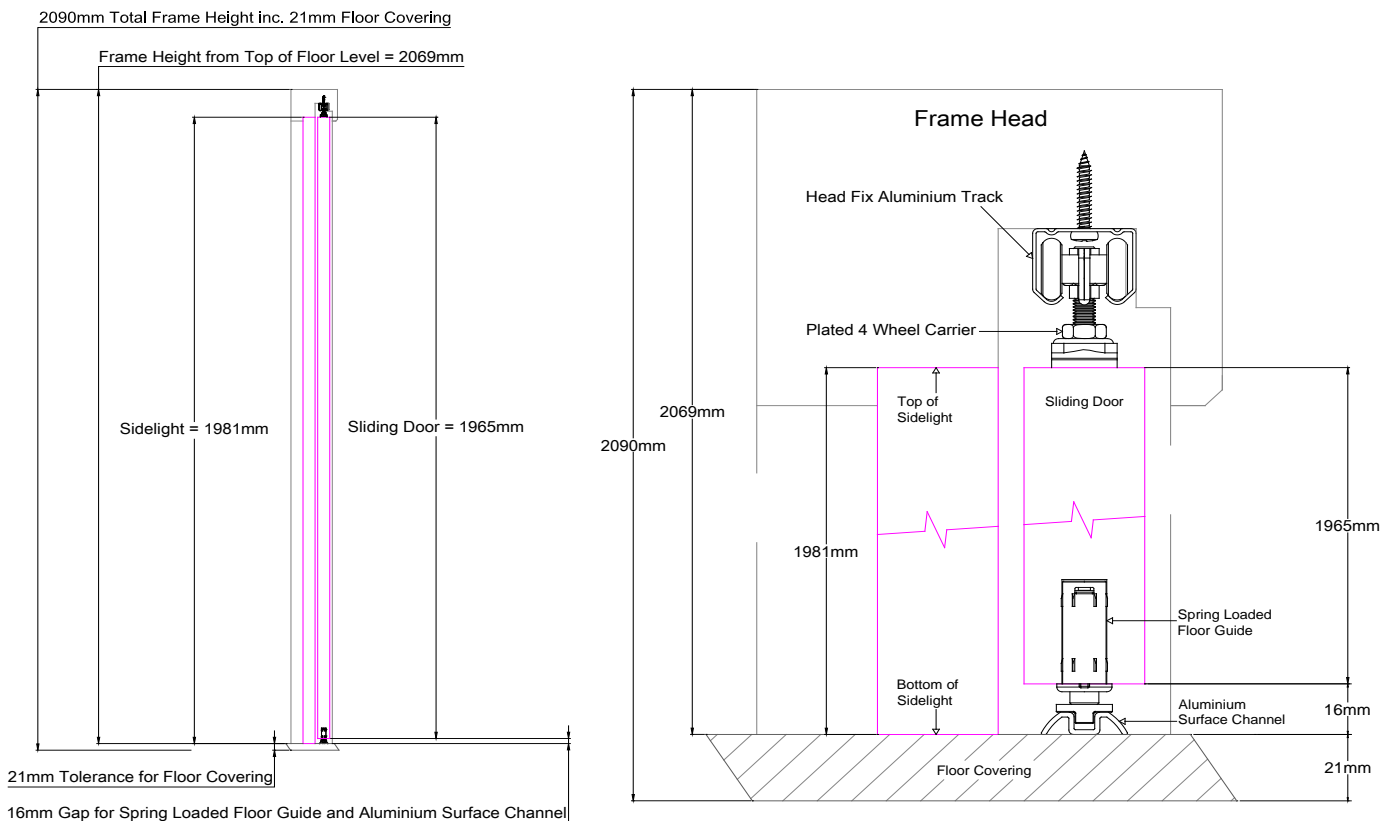 2090mm Total Frame Height inc. 21mm Floor Covering
Frame Height from Top of Floor Level = 2069mm
Sidelight = 1981mm
Sliding Door = 1965mm
21mm Tolerance for Floor Covering
16mm Gap for Spring Loaded Floor Guide and Aluminium Surface Channel
Frame Head
Head Fix Aluminium Track
Plated 4 Wheel Carrier
Top of
Sidelight
Sliding Door
2069mm
2090mm
1981mm
1965mm
Spring Loaded
Floor Guide
Bottom of
Sidelight
Aluminium
Surface Channel
16mm
Floor Covering
21mm